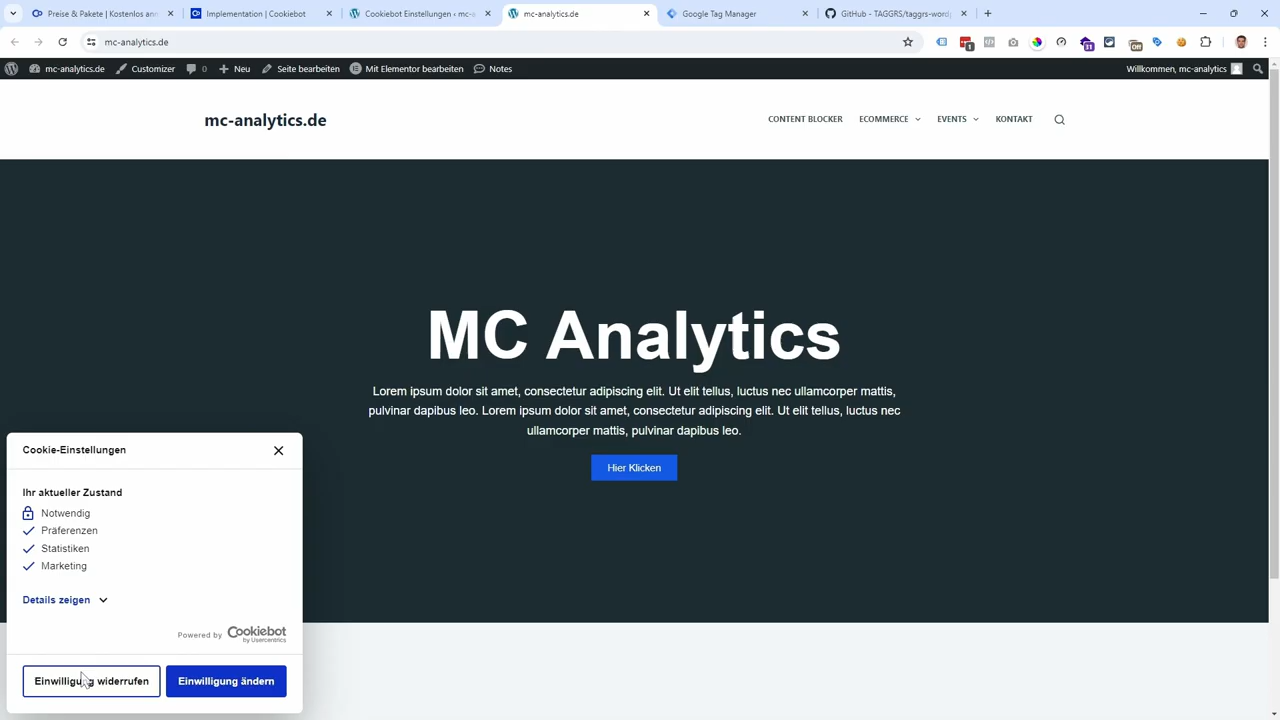 Preise & Pakete | Kostenlos ann
Implementation | Cookiebot
Cookiebot Einstellungen ‹ mc-a
mc-analytics.de
Google Tag Manager
GitHub - TAGGRS/taggrs-word
mc-analytics.de
1
11
Off
mc-analytics.de
Customizer
0
Neu
Seite bearbeiten
Mit Elementor bearbeiten
Notes
Willkommen, mc-analytics
mc-analytics.de
CONTENT BLOCKER
ECOMMERCE
EVENTS
KONTAKT
MC Analytics
Lorem ipsum dolor sit amet, consectetur adipiscing elit. Ut elit tellus, luctus nec ullamcorper mattis,
pulvinar dapibus leo. Lorem ipsum dolor sit amet, consectetur adipiscing elit. Ut elit tellus, luctus nec
ullamcorper mattis, pulvinar dapibus leo.
Hier Klicken
Cookie-Einstellungen
Ihr aktueller Zustand
Notwendig
Präferenzen
Statistiken
Marketing
Details zeigen
Powered by Cookiebot
by Usercentrics
Einwilligung widerrufen
Einwilligung ändern